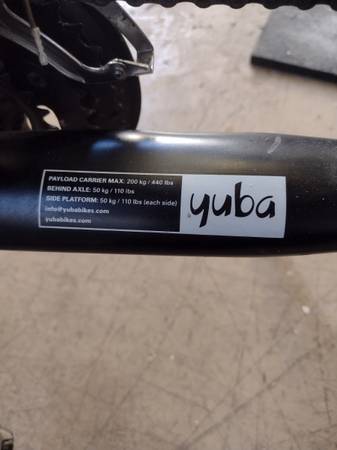 PAYLOAD CARRIER MAX: 200 kg / 440 lbs
BEHIND AXLE: 50 kg / 110 lbs
SIDE PLATFORM: 50 kg / 110 lbs (each side)
info@yubabikes.com
yubabikes.com
yuba